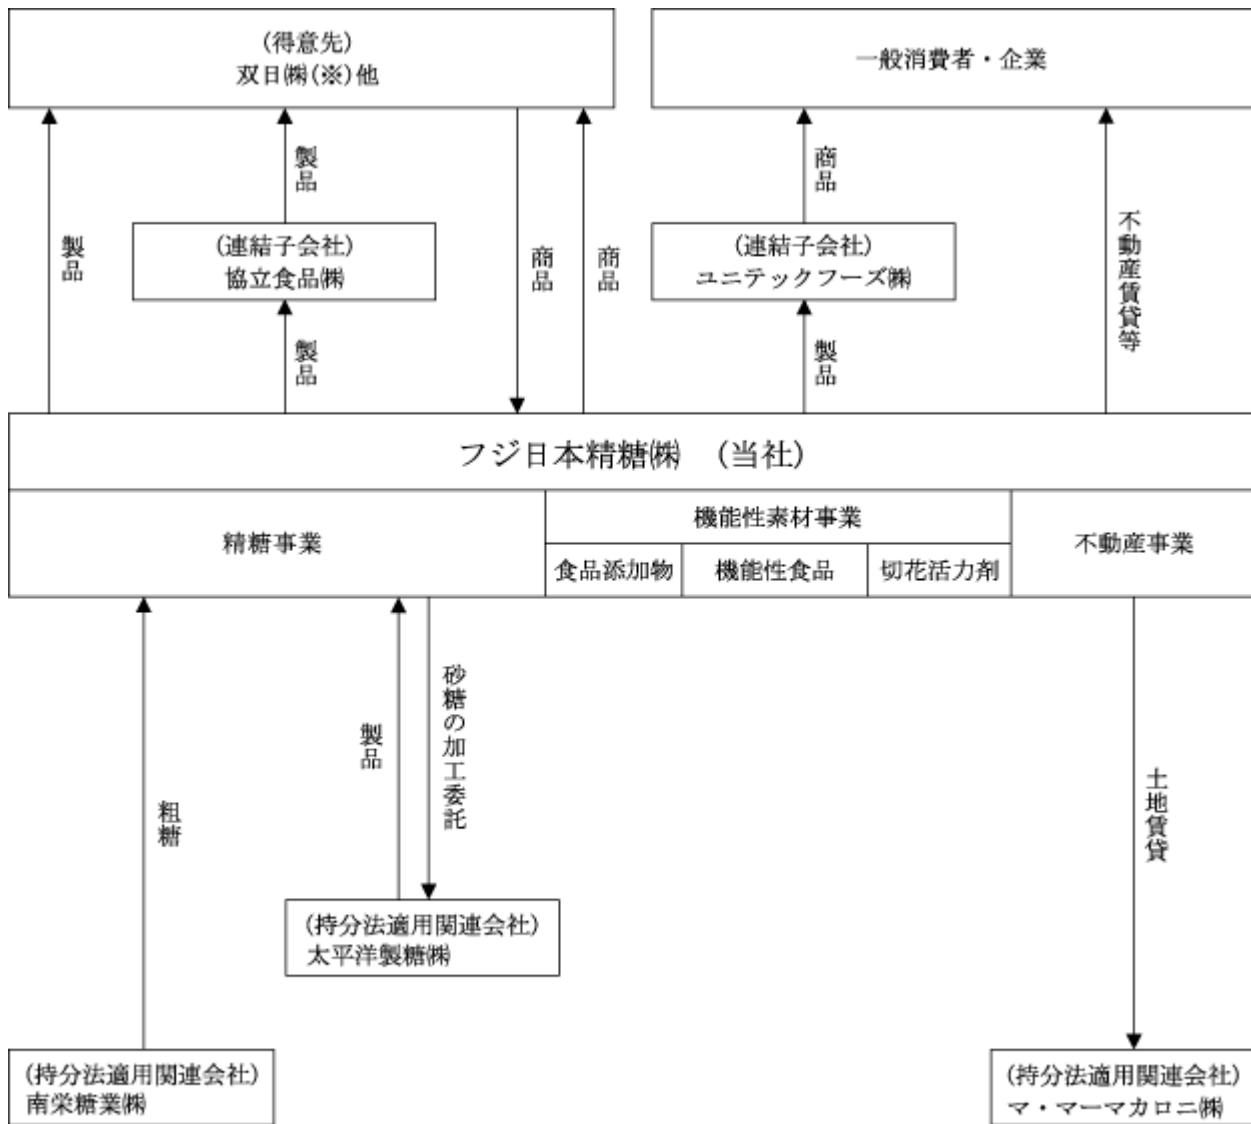 (得意先)
双日㈱(※)他
一般消費者・企業
製品
製品
(連結子会社)
協立食品㈱
製品
商品
商品
商品
(連結子会社)
ユニテックフーズ㈱
製品
不動産賃貸等
フジ日本精糖㈱ (当社)
精糖事業
機能性素材事業
食品添加物
機能性食品
切花活力剤
不動産事業
粗糖
製品
砂糖の加工委託
土地賃貸
(持分法適用関連会社)
太平洋製糖㈱
(持分法適用関連会社)
南栄糖業㈱
(持分法適用関連会社)
マ・マーマカロニ㈱